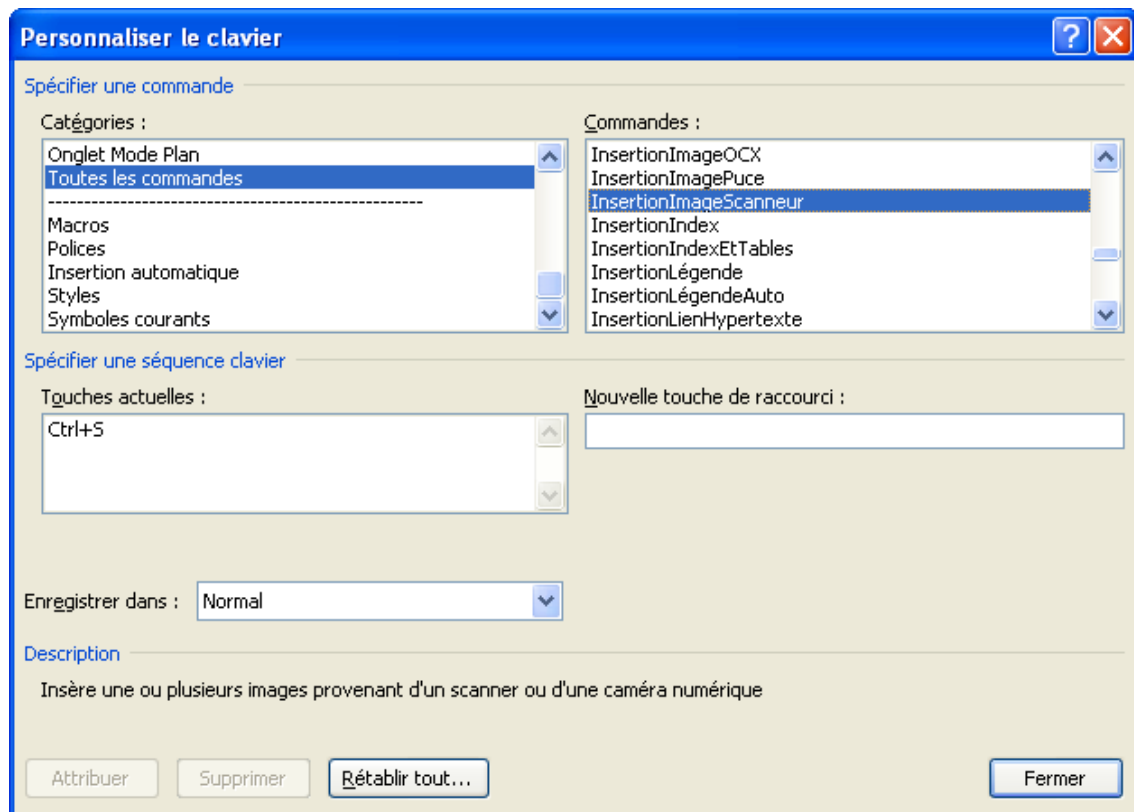 Personnaliser le clavier
Spécifier une commande
Catégories :
Onglet Mode Plan
Toutes les commandes
------------------------------------------------
Macros
Polices
Insertion automatique
Styles
Symboles courants
Commandes :
InsertionImageOCX
InsertionImagePuce
InsertionImageScanneur
InsertionIndex
InsertionIndexEtTables
InsertionLégende
InsertionLégendeAuto
InsertionLienHypertexte
Spécifier une séquence clavier
Touches actuelles :
Ctrl+S
Nouvelle touche de raccourci :
Enregistrer dans : Normal
Description
Insère une ou plusieurs images provenant d'un scanner ou d'une caméra numérique
Attribuer Supprimer Rétablir tout... Fermer